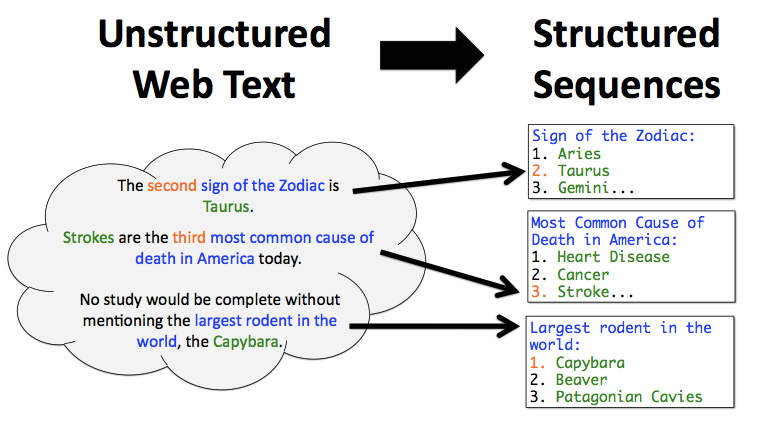 Unstructured
Web Text
Structured
Sequences
The second sign of the Zodiac is
Taurus.
Strokes are the third most common cause of
death in America today.
No study would be complete without
mentioning the largest rodent in the
world, the Capybara.
Sign of the Zodiac:
1. Aries
2. Taurus
3. Gemini...
Most Common Cause of
Death in America:
1. Heart Disease
2. Cancer
3. Stroke...
Largest rodent in the
world:
1. Capybara
2. Beaver
3. Patagonian Cavies